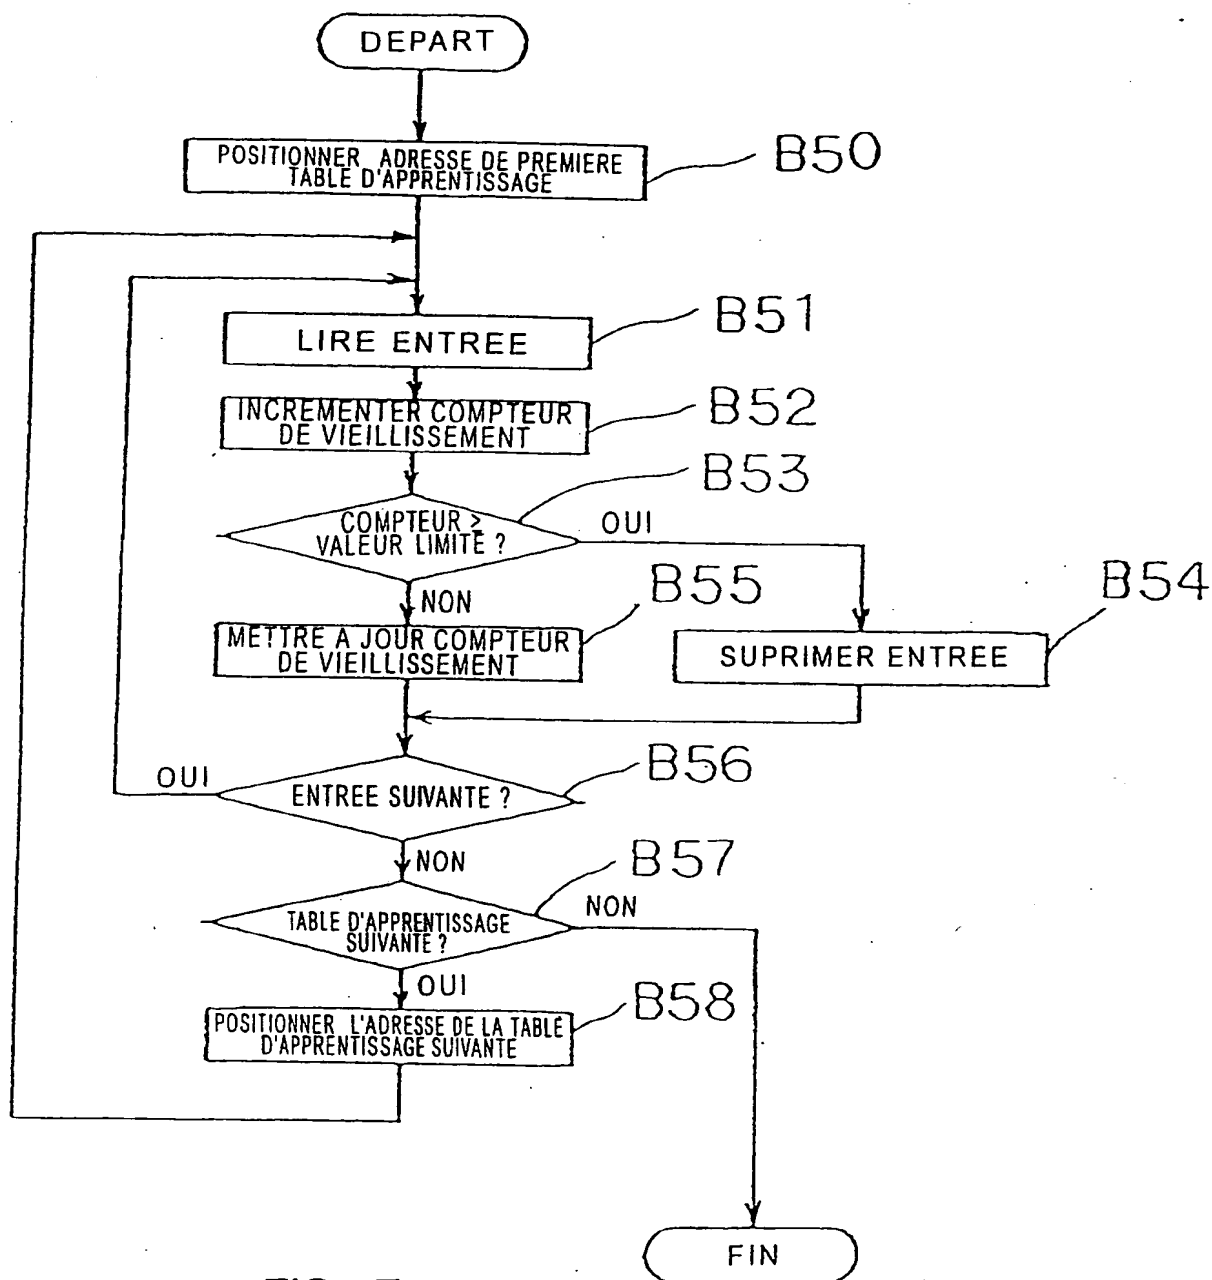 DEPART
POSITIONNER ADRESSE DE PREMIERE
TABLE D'APPRENTISSAGE
B50
LIRE ENTREE
B51
INCREMENTER COMPTEUR
DE VIEILLISSEMENT
B52
B53
COMPTEUR ≥
VALEUR LIMITE ?
OUI
NON
B55
B54
METTRE A JOUR COMPTEUR
DE VIEILLISSEMENT
SUPRIMER ENTREE
B56
OUI
ENTREE SUIVANTE ?
NON
B57
TABLE D'APPRENTISSAGE
SUIVANTE ?
NON
OUI
B58
POSITIONNER L'ADRESSE DE LA TABLE
D'APPRENTISSAGE SUIVANTE
FIN